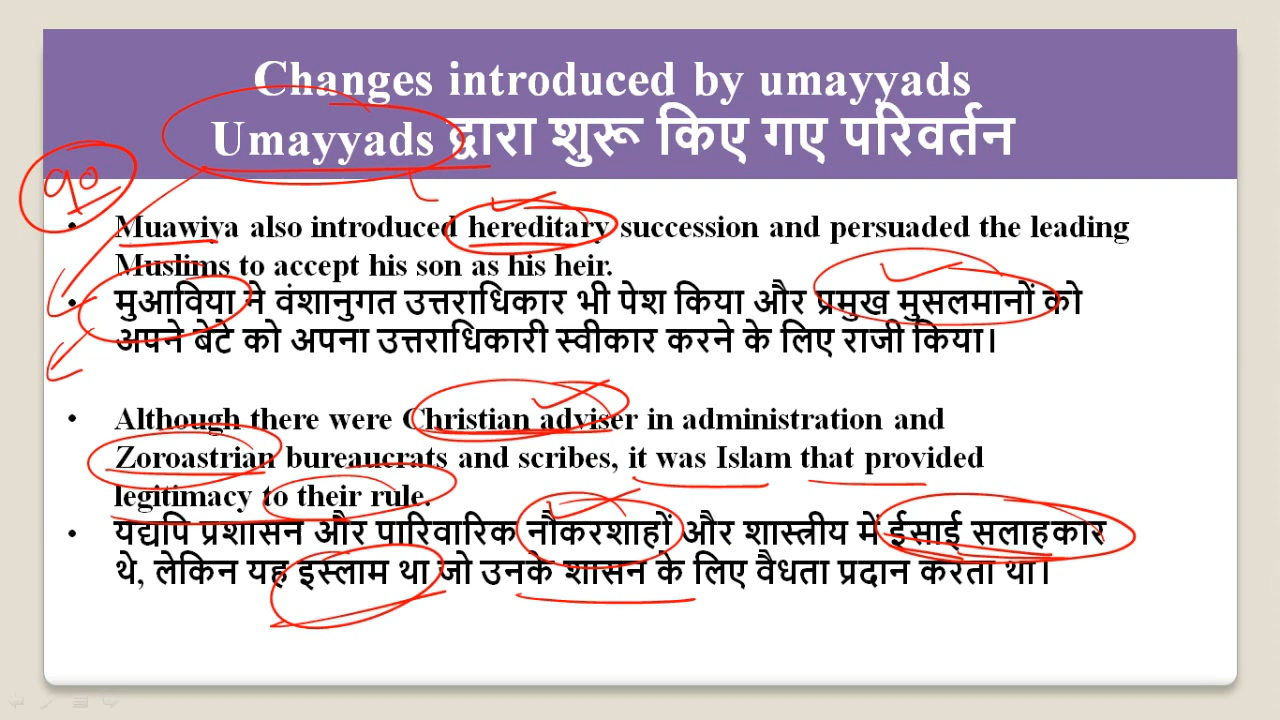 Changes introduced by umayyads
Umayyads द्वारा शुरू किए गए परिवर्तन
90
• Muawiya also introduced hereditary succession and persuaded the leading
Muslims to accept his son as his heir.
• मुआविया ने वंशानुगत उत्तराधिकार भी पेश किया और प्रमुख मुसलमानों को
अपने बेटे को अपना उत्तराधिकारी स्वीकार करने के लिए राजी किया।
• Although there were Christian adviser in administration and
Zoroastrian bureaucrats and scribes, it was Islam that provided
legitimacy to their rule.
• यद्यपि प्रशासन और पारिवारिक नौकरशाहों और शास्त्रीय में ईसाई सलाहकार
थे, लेकिन यह इस्लाम था जो उनके शासन के लिए वैधता प्रदान करता था।